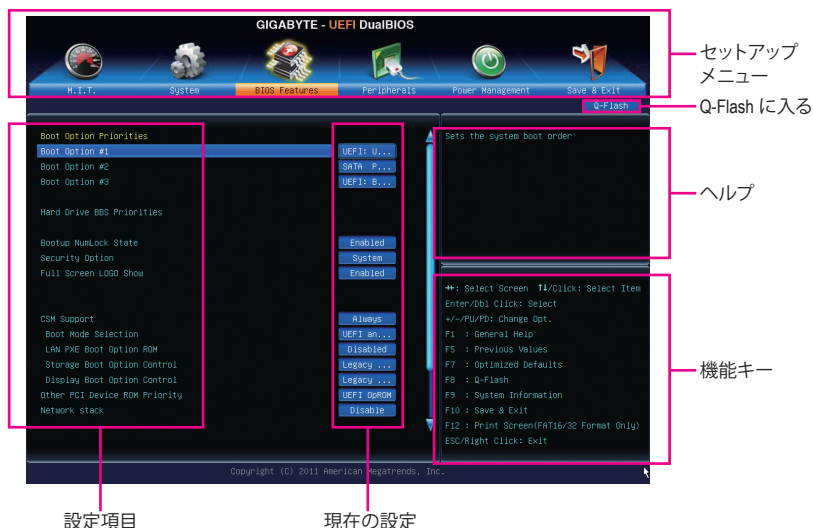 GIGABYTE - UEFI DualBIOS
M.I.T. System BIOS Features Peripherals Power Management Save & Exit
Q-Flash
セットアップ
メニュー
Q-Flash に入る
Boot Option Priorities
Boot Option #1 UEFI: U...
Boot Option #2 SATA P...
Boot Option #3 UEFI: B...
Hard Drive BBS Priorities
Bootup NumLock State Enabled
Security Option System
Full Screen LOGO Show Enabled
CSM Support Always
Boot Mode Selection UEFI an...
LAN PXE Boot Option ROM Disabled
Storage Boot Option Control Legacy ...
Display Boot Option Control Legacy ...
Other PCI Device ROM Priority UEFI OpROM
Network stack Disable
Sets the system boot order
ヘルプ
→←: Select Screen ↑↓/Click: Select Item
Enter/Dbl Click: Select
+/-/PU/PD: Change Opt.
F1 : General Help
F5 : Previous Values
F7 : Optimized Defaults
F8 : Q-Flash
F9 : System Information
F10 : Save & Exit
F12 : Print Screen(FAT16/32 Format Only)
ESC/Right Click: Exit
機能キー
Copyright (C) 2011 American Megatrends, Inc.
設定項目
現在の設定